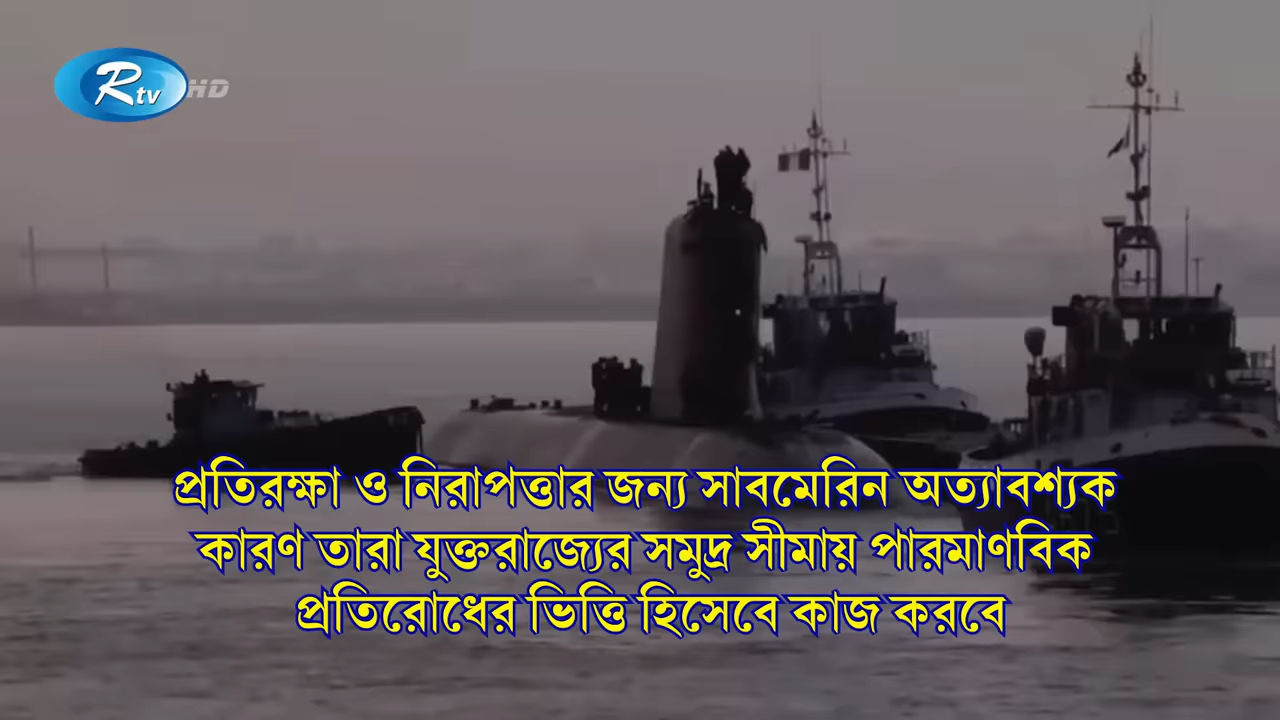 Rtv HD
প্রতিরক্ষা ও নিরাপত্তার জন্য সাবমেরিন অত্যাবশ্যক
কারণ তারা যুক্তরাজ্যের সমুদ্র সীমায় পারমাণবিক
প্রতিরোধের ভিত্তি হিসেবে কাজ করবে